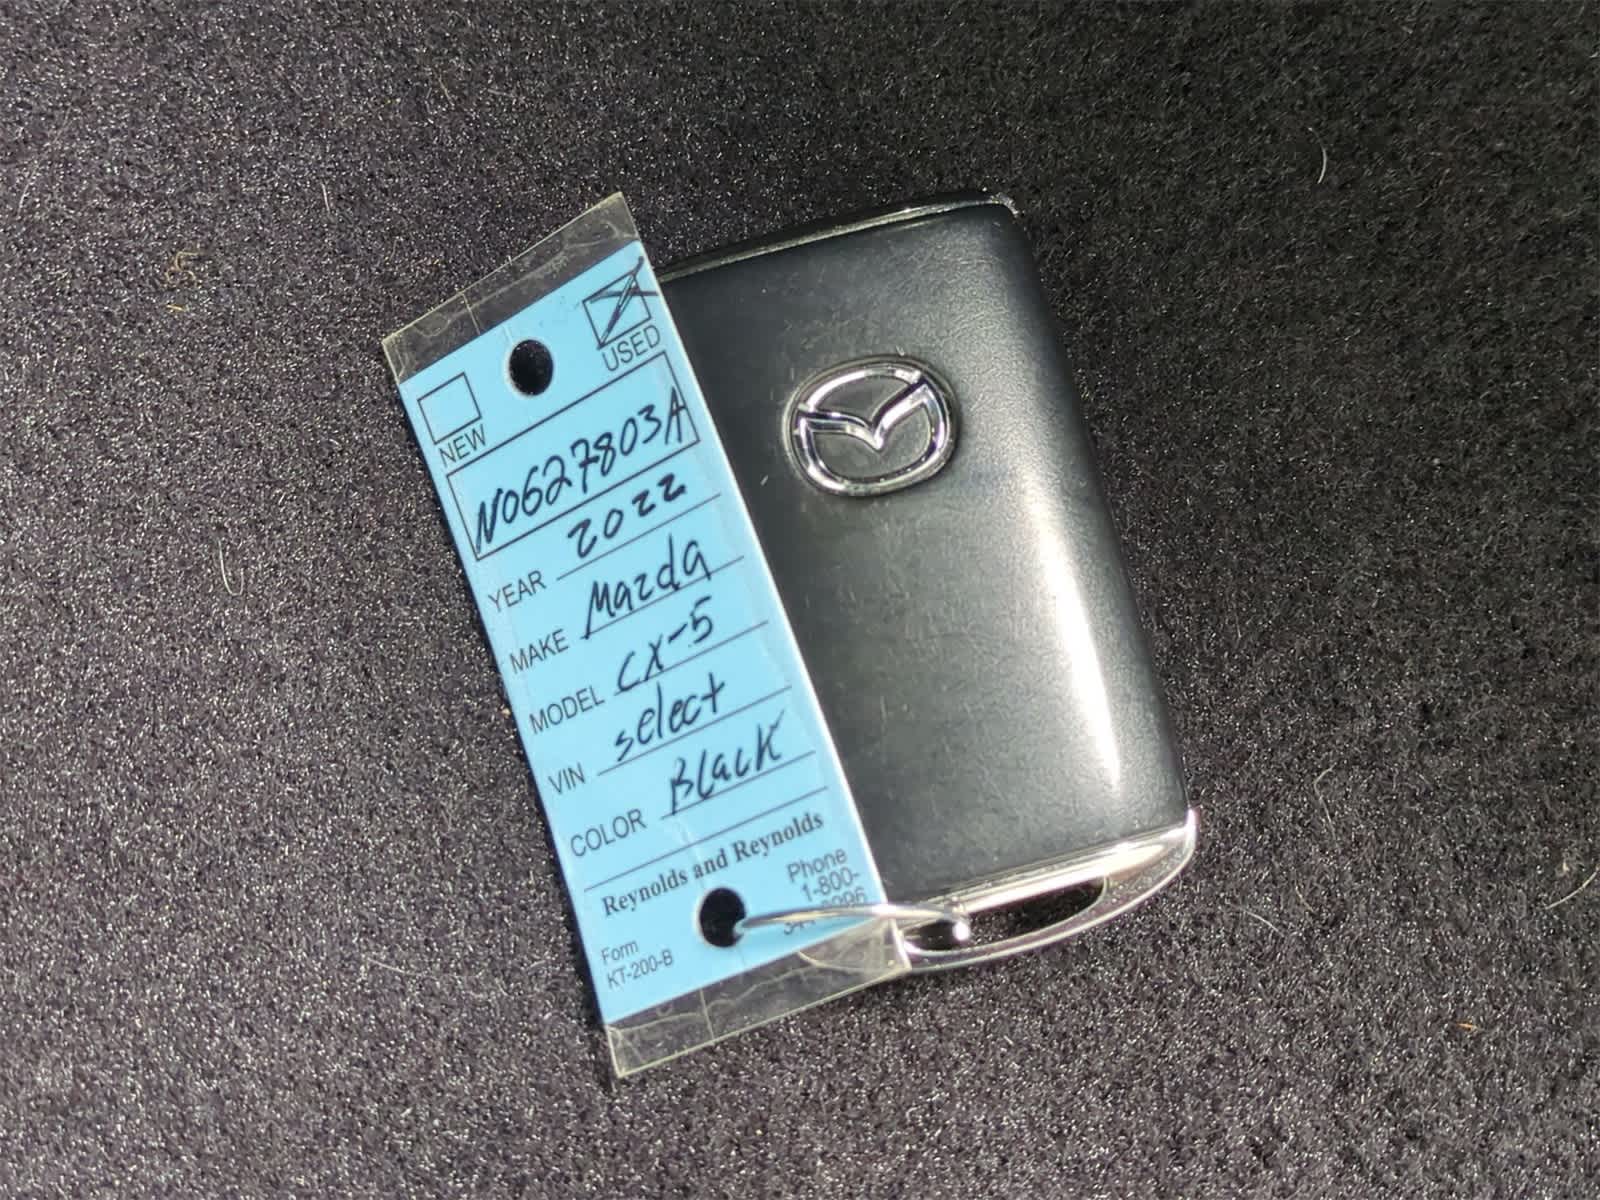 NEW
USED
N0627803A
YEAR 2022
MAKE Mazda
MODEL CX-5
VIN select
COLOR Black
Reynolds and Reynolds
Form
KT-200-B
Phone
1-800-